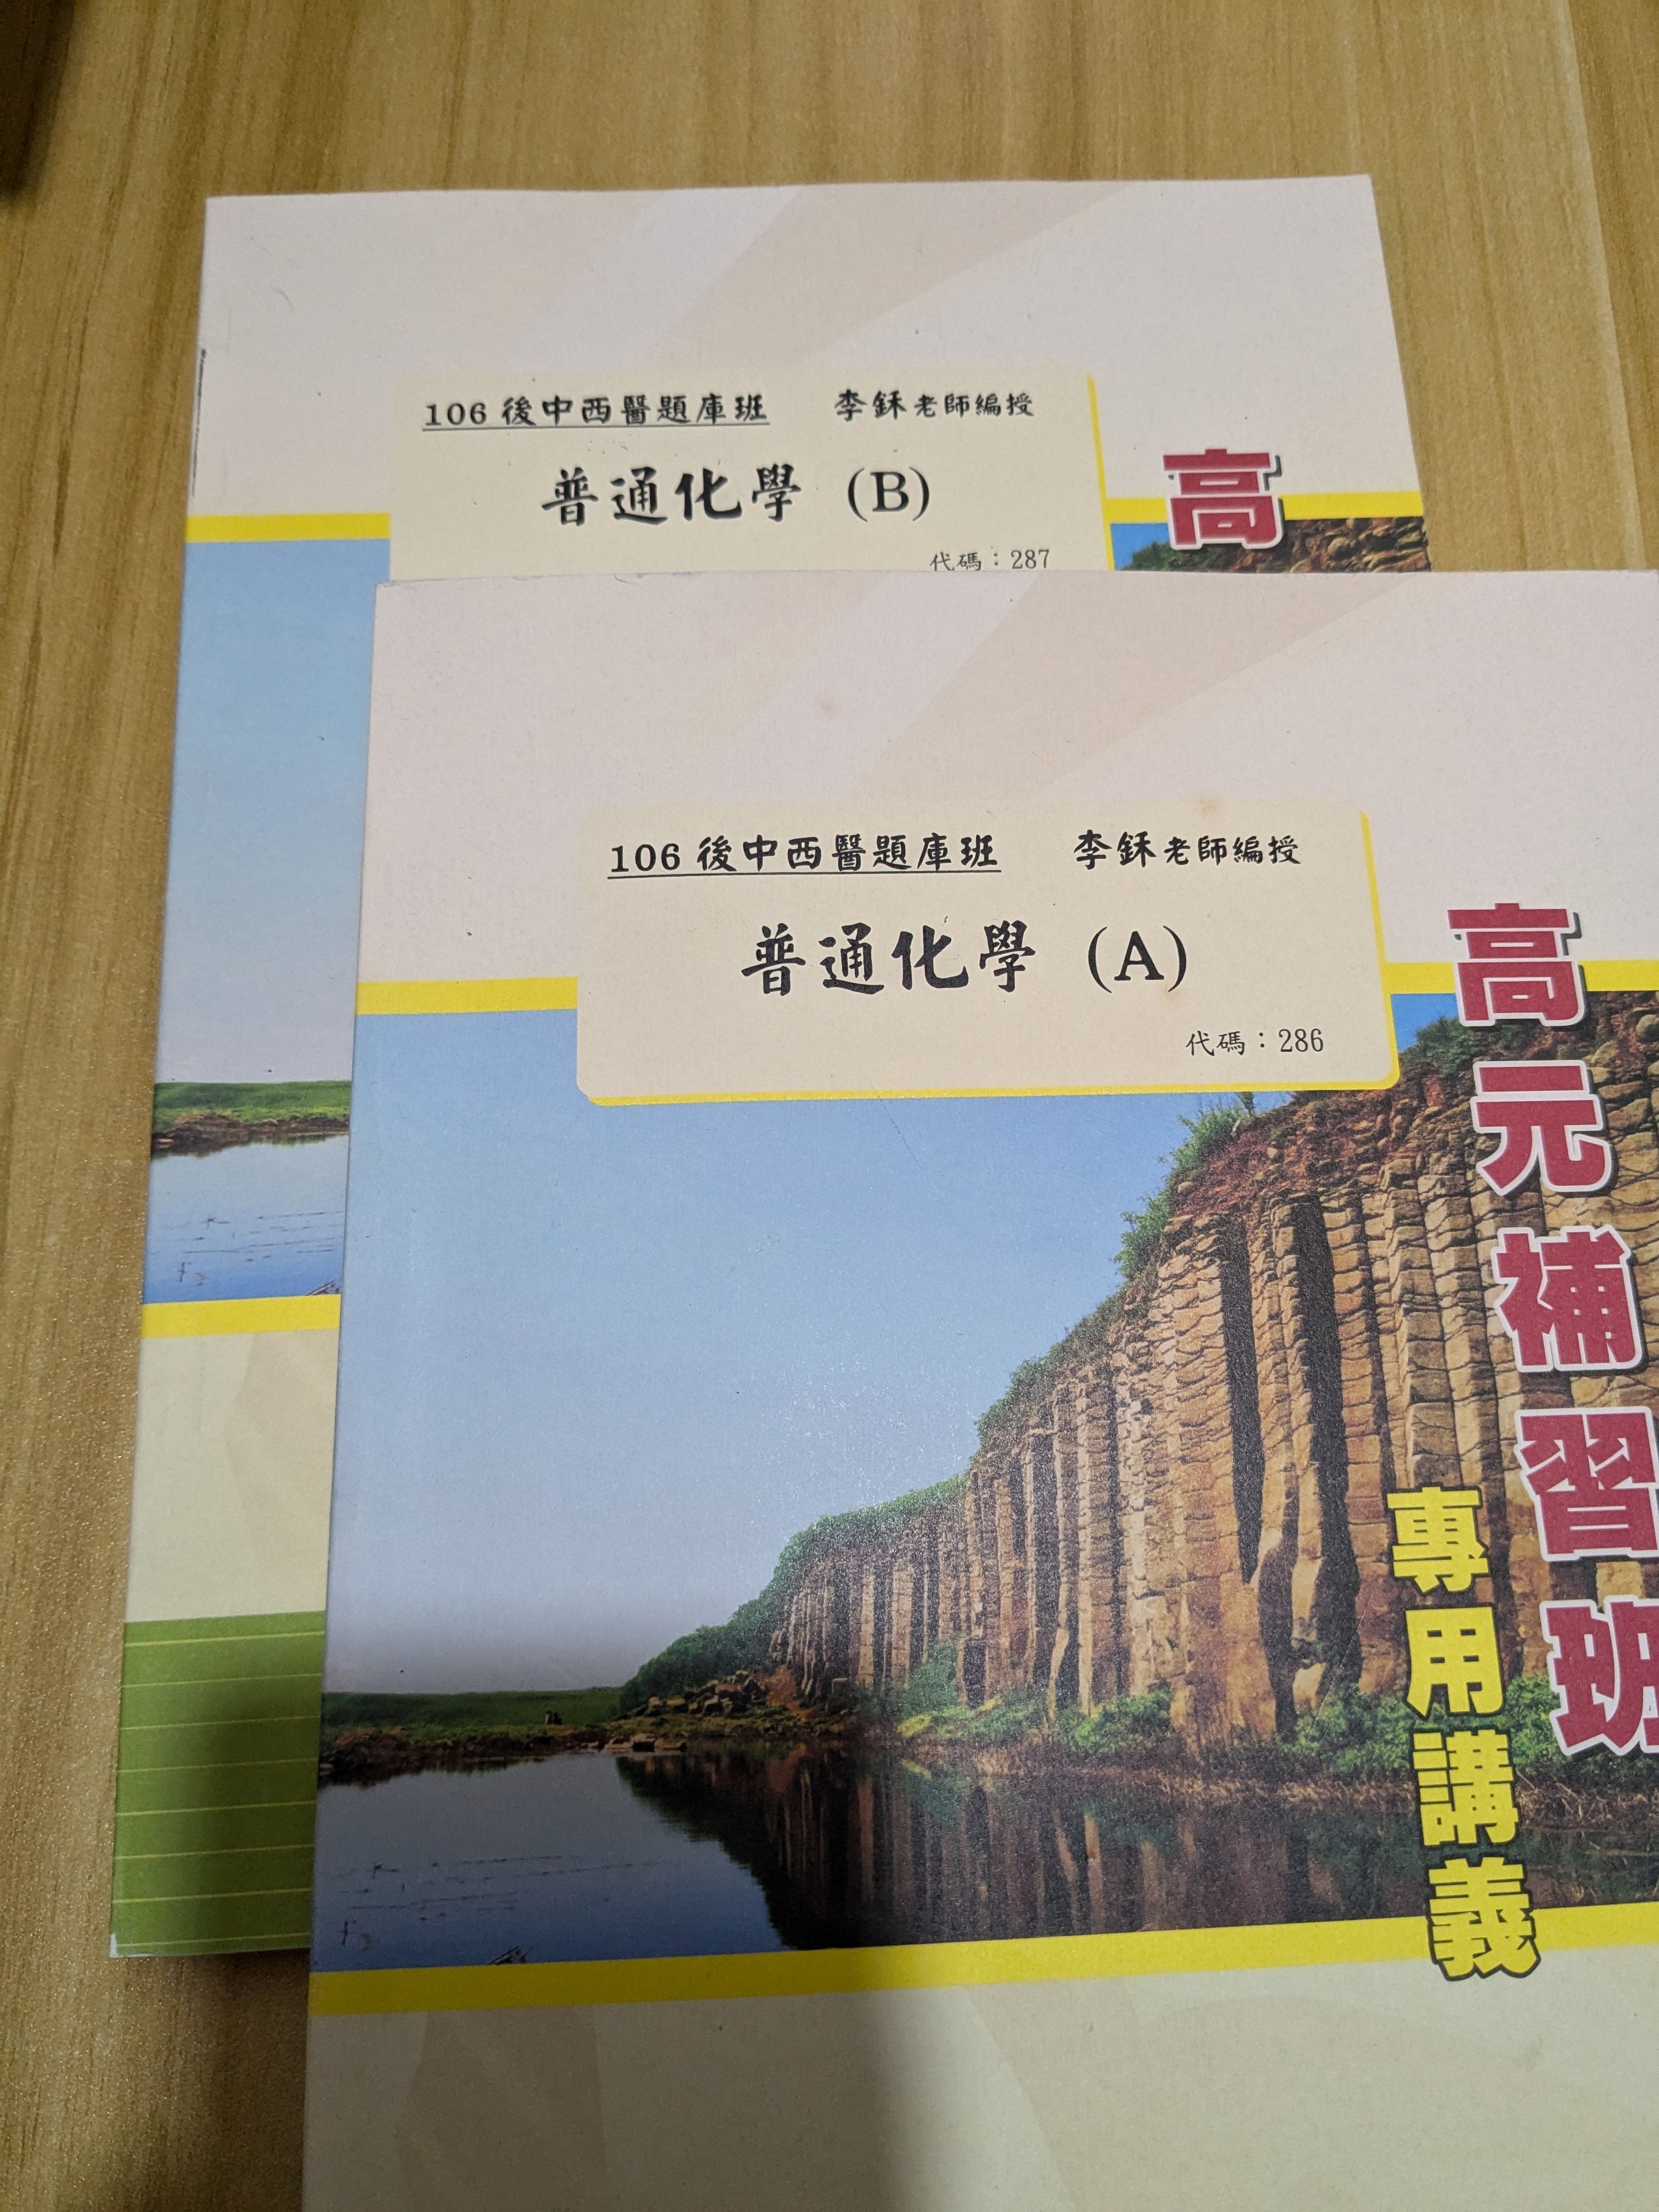 106 後中西醫題庫班 李鉌老師編授
普通化學 (B)
代碼：287
高
106 後中西醫題庫班 李鉌老師編授
普通化學 (A)
代碼：286
高元補習班
專用講義